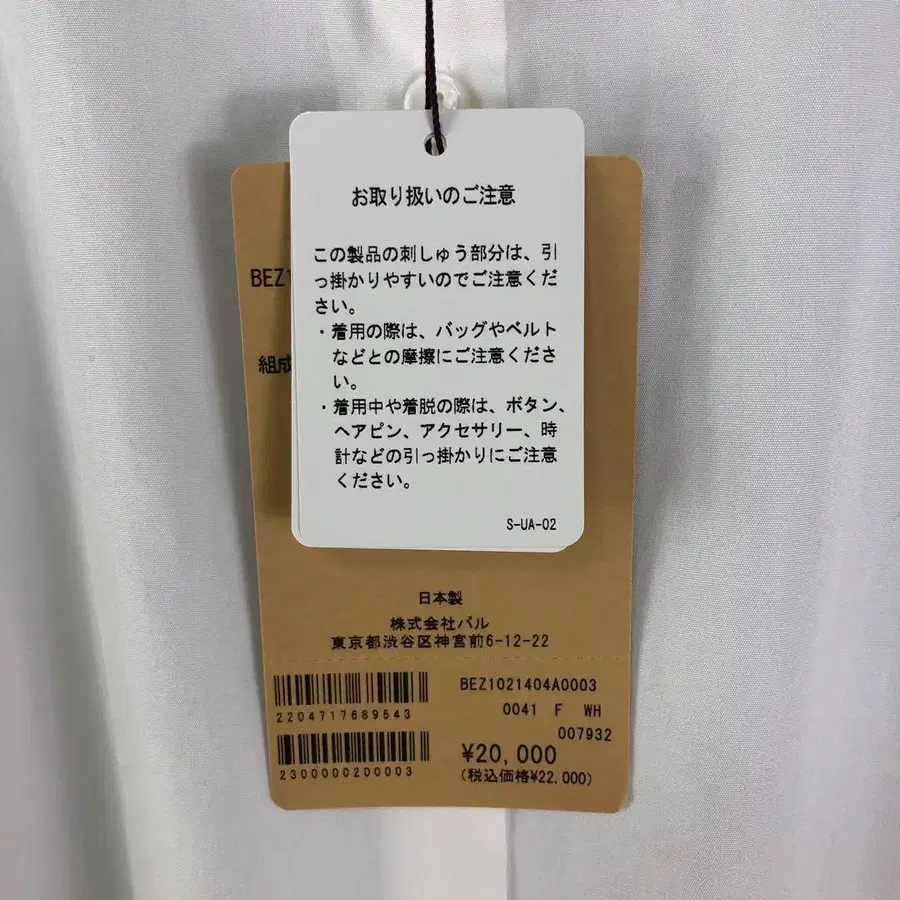 お取り扱いのご注意
この製品の刺しゅう部分は、引
っ掛かりやすいのでご注意くだ
さい。
・着用の際は、バッグやベルト
などとの摩擦にご注意くださ
い。
・着用中や着脱の際は、ボタン、
ヘアピン、アクセサリー、時
計などの引っ掛かりにご注意
ください。
S-UA-02
BEZ1
組成
日本製
株式会社パル
東京都渋谷区神宮前6-12-22
BEZ1021404A0003
2204717689543
0041 F WH
007932
¥20,000
2300000200003
(税込価格¥22,000)